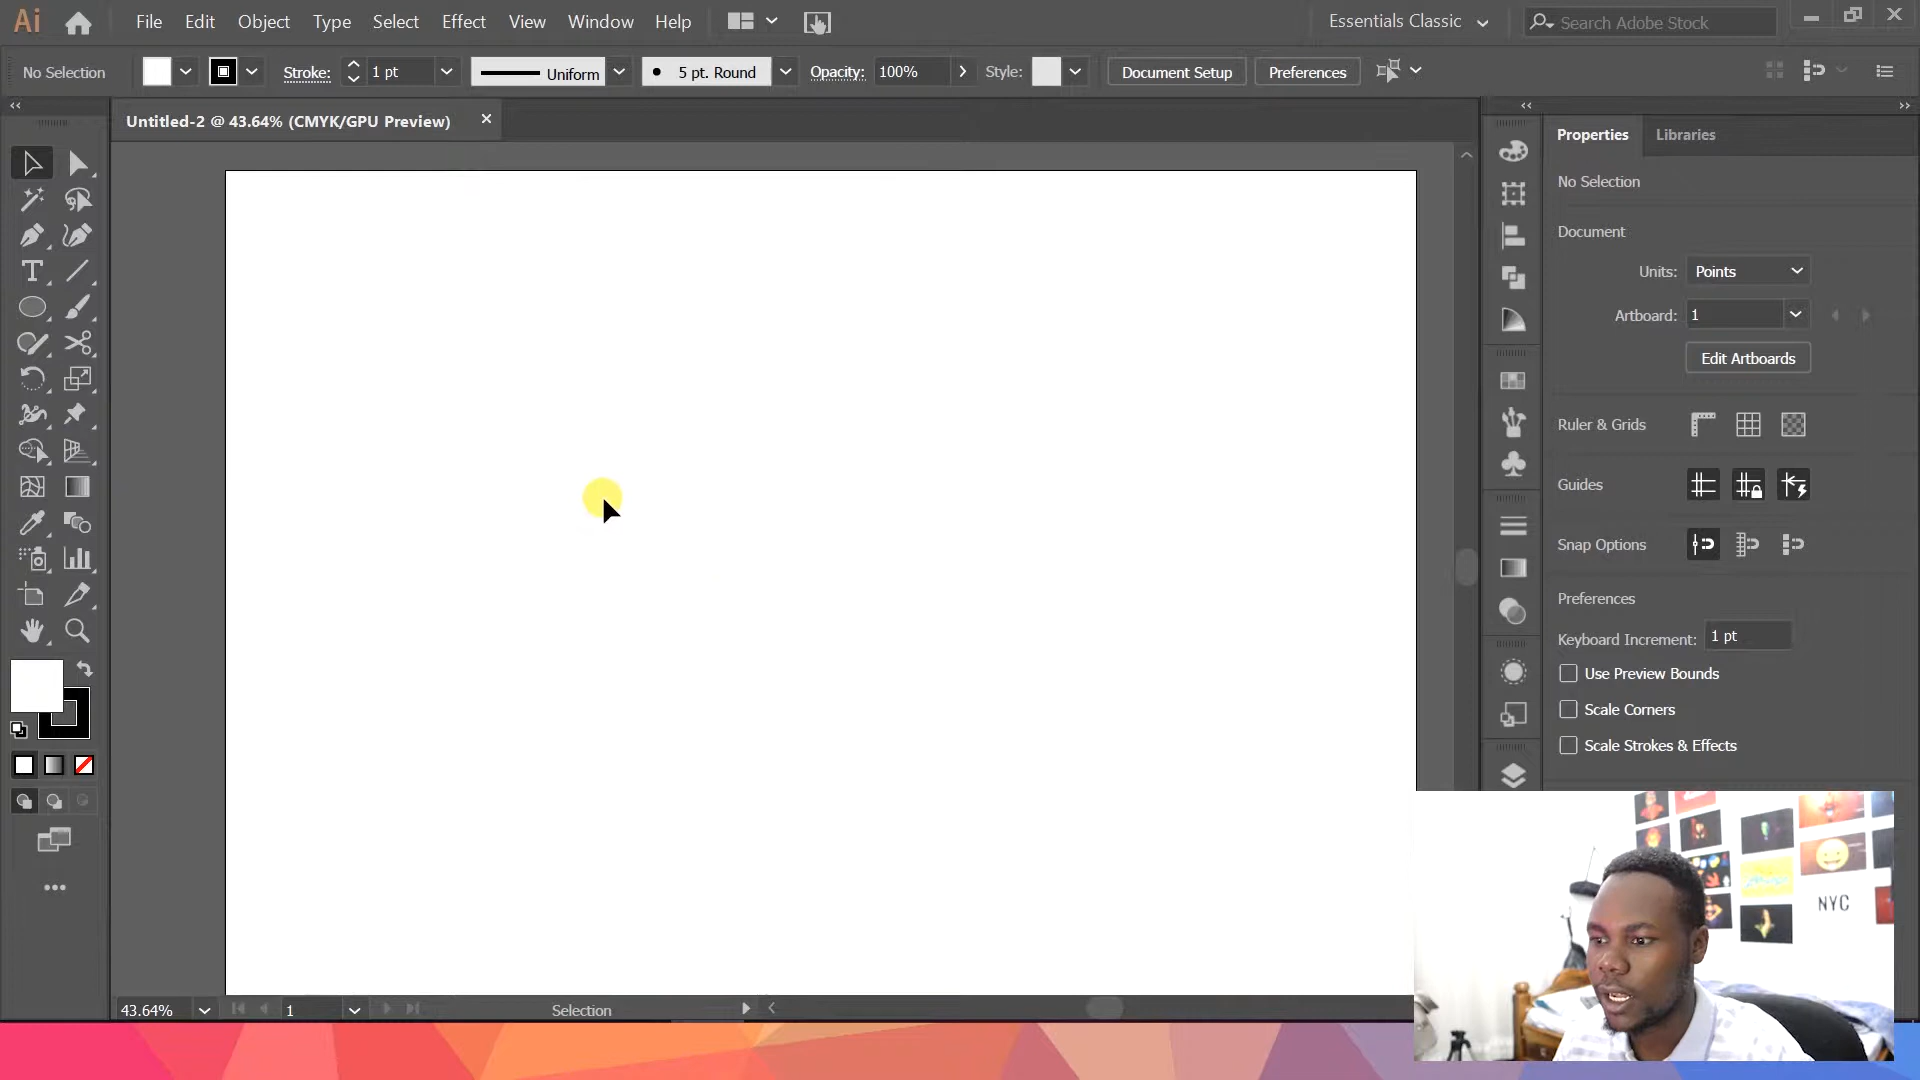 Ai File Edit Object Type Select Effect View Window Help Essentials Classic Search Adobe Stock
No Selection Stroke: 1 pt Uniform 5 pt. Round Opacity: 100% Style: Document Setup Preferences
Untitled-2 @ 43.64% (CMYK/GPU Preview)
Properties Libraries
No Selection
Document
Units: Points
Artboard: 1
Edit Artboards
Ruler & Grids
Guides
Snap Options
Preferences
Keyboard Increment: 1 pt
Use Preview Bounds
Scale Corners
Scale Strokes & Effects
NYC
43.64% 1 Selection